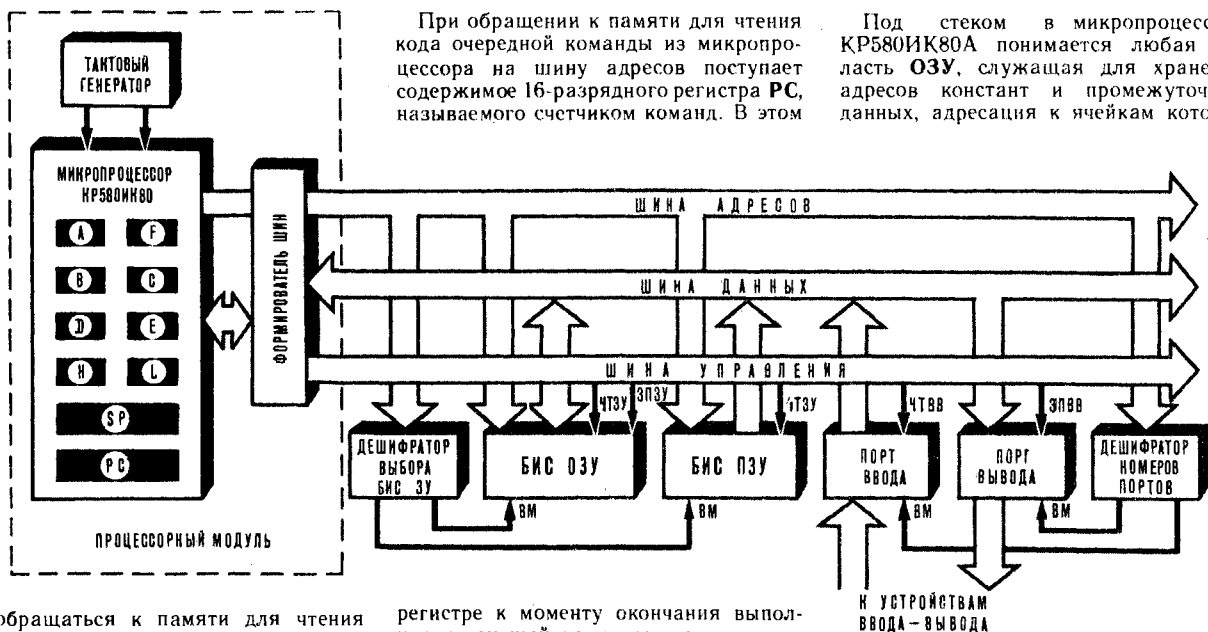 При обращении к памяти для чтения
кода очередной команды из микропро-
цессора на шину адресов поступает
содержимое 16-разрядного регистра PC,
называемого счетчиком команд. В этом
Под стеком в микропроцесс
КР580ИК80А понимается любая
ласть ОЗУ, служащая для хране
адресов констант и промежуточ
данных, адресация к ячейкам кото
ТАКТОВЫЙ
ГЕНЕРАТОР
МИКРОПРОЦЕССОР
КР580ИК80
A F
B C
D E
H L
SP
PC
ФОРМИРОВАТЕЛЬ ШИН
ПРОЦЕССОРНЫЙ МОДУЛЬ
ШИНА АДРЕСОВ
ШИНА ДАННЫХ
ШИНА УПРАВЛЕНИЯ
ЧТЗУ
ЗПЗУ
ЧТЗУ
ЧТВВ
ЗПВВ
ДЕШИФРАТОР
ВЫБОРА
БИС ЗУ
БИС ОЗУ
БИС ПЗУ
ПОРТ
ВВОДА
ПОРТ
ВЫВОДА
ДЕШИФРАТОР
НОМЕРОВ
ПОРТОВ
ВМ
ВМ
ВМ
ВМ
К УСТРОЙСТВАМ
ВВОДА-ВЫВОДА
обращаться к памяти для чтения
регистре к моменту окончания выпол-